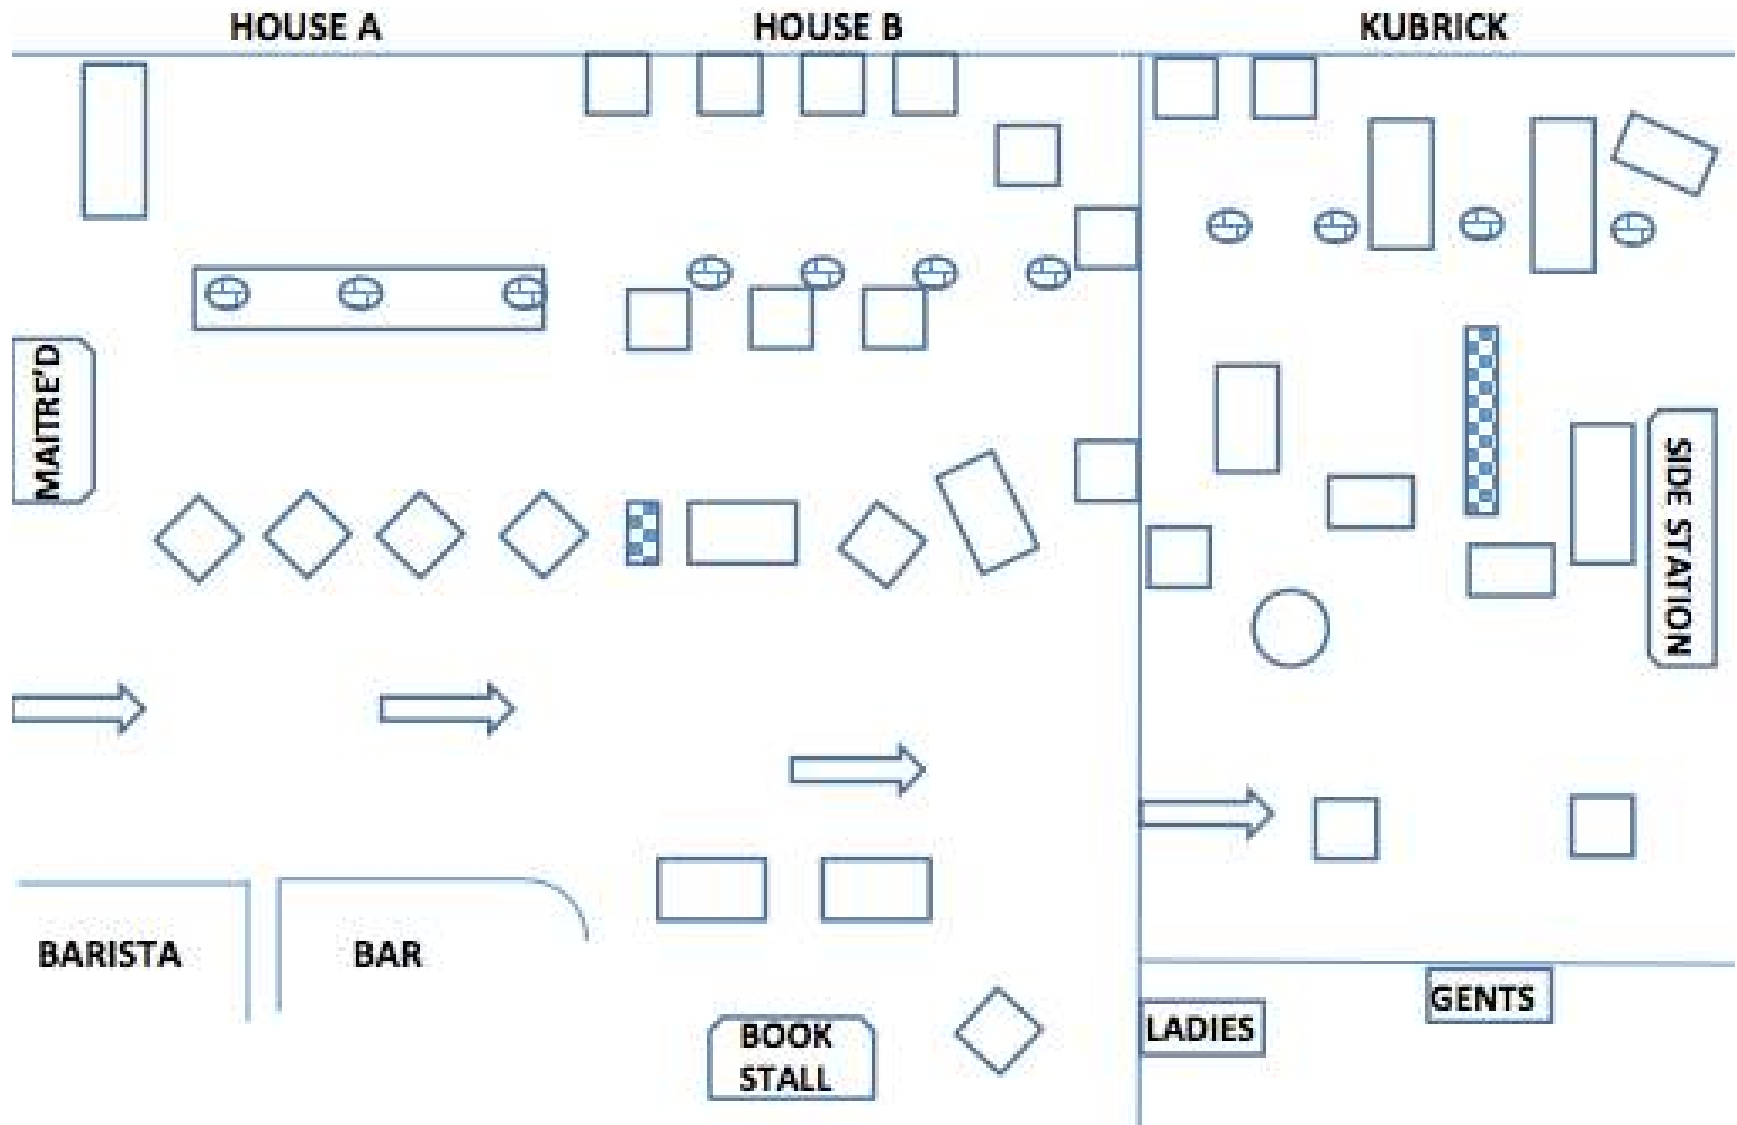 HOUSE A
HOUSE B
KUBRICK
MAITRE'D
SIDE STATION
BARISTA
BAR
BOOK
STALL
LADIES
GENTS